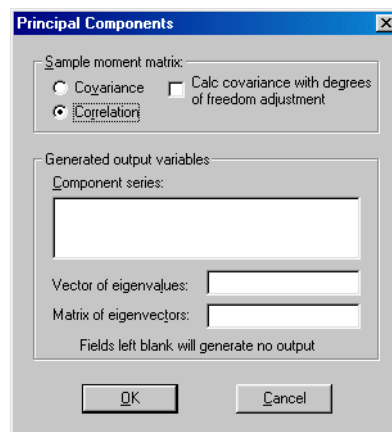 Principal Components
Sample moment matrix:
Covariance
Correlation
Calc covariance with degrees
of freedom adjustment
Generated output variables
Component series:
Vector of eigenvalues:
Matrix of eigenvectors:
Fields left blank will generate no output
OK
Cancel